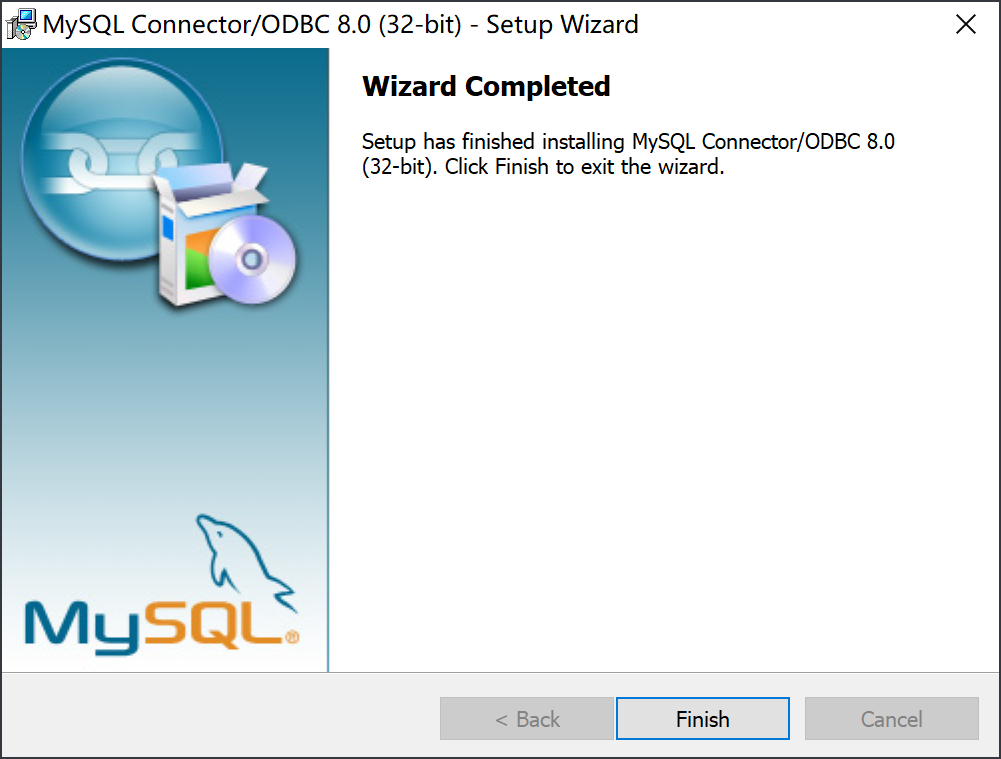 MySQL Connector/ODBC 8.0 (32-bit) - Setup Wizard
Wizard Completed
Setup has finished installing MySQL Connector/ODBC 8.0
(32-bit). Click Finish to exit the wizard.
MySQL®
< Back
Finish
Cancel